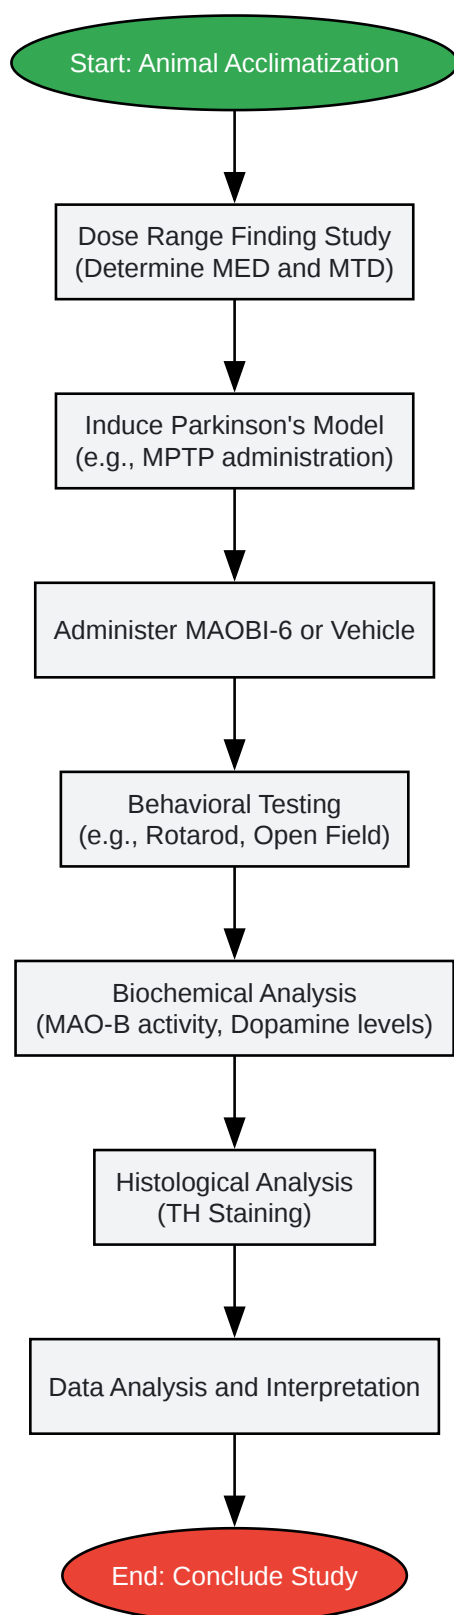 Start: Animal Acclimatization
Dose Range Finding Study
(Determine MED and MTD)
Induce Parkinson's Model
(e.g., MPTP administration)
Administer MAOBI-6 or Vehicle
Behavioral Testing
(e.g., Rotarod, Open Field)
Biochemical Analysis
(MAO-B activity, Dopamine levels)
Histological Analysis
(TH Staining)
Data Analysis and Interpretation
End: Conclude Study